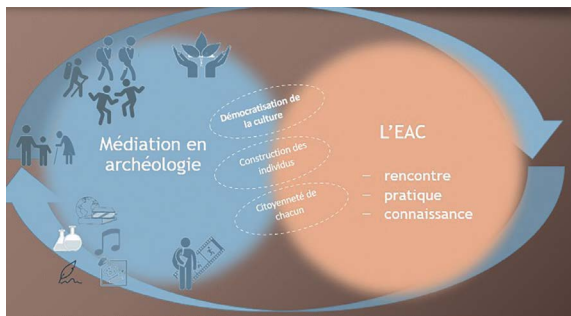 Médiation en
archéologie
Démocratisation de
la culture
Construction des
individus
Citoyenneté de
chacun
L'EAC
— rencontre
— pratique
— connaissance